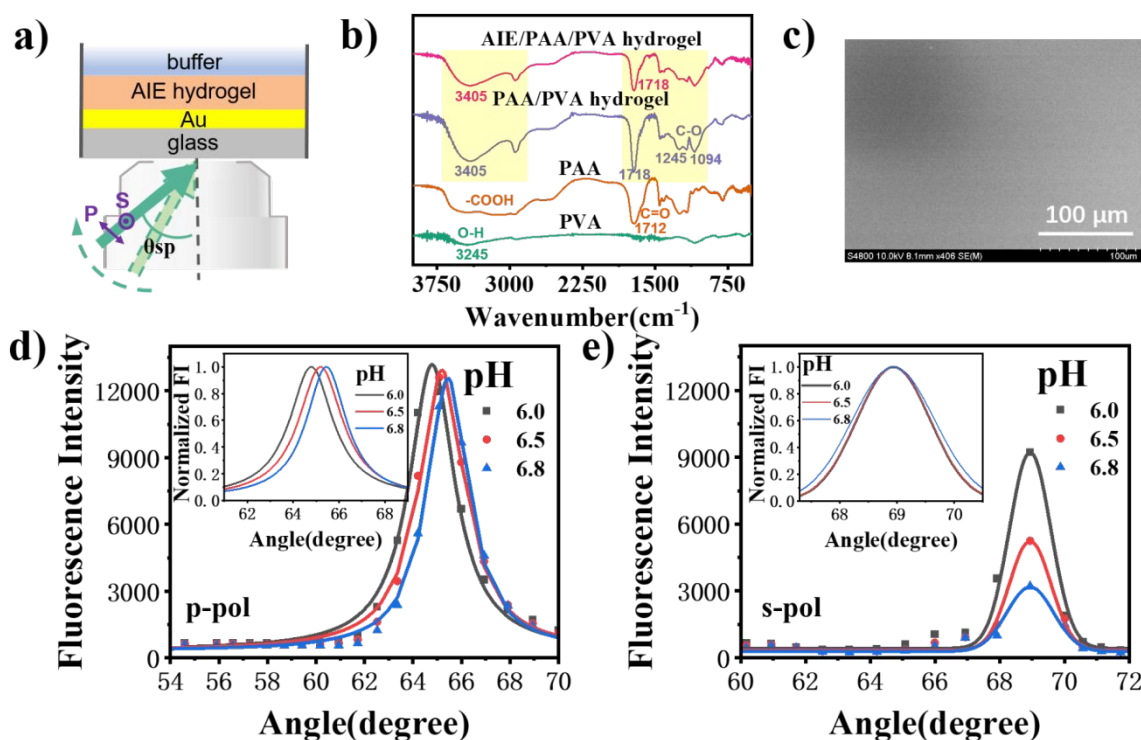 a)
buffer
AIE hydrogel
Au
glass
P
S
θsp
b)
AIE/PAA/PVA hydrogel
3405
1718
PAA/PVA hydrogel
C-O
3405
1718
1245
1094
PAA
-COOH
C=O
1712
PVA
O-H
3245
3750 3000 2250 1500 750
Wavenumber(cm⁻¹)
c)
100 μm
S4800 10.0kV 8.1mm x406 SE(M)
100um
d)
Fluorescence Intensity
12000
9000
6000
3000
0
Normalized FI
1.0
0.8
0.6
0.4
0.2
0.0
pH
6.0
6.5
6.8
62 64 66 68
Angle(degree)
pH
6.0
6.5
6.8
p-pol
54 56 58 60 62 64 66 68 70
Angle(degree)
e)
Fluorescence Intensity
12000
9000
6000
3000
0
Normalized FI
1.0
0.8
0.6
0.4
0.2
0.0
pH
6.0
6.5
6.8
68 69 70
Angle(degree)
pH
6.0
6.5
6.8
s-pol
60 62 64 66 68 70 72
Angle(degree)